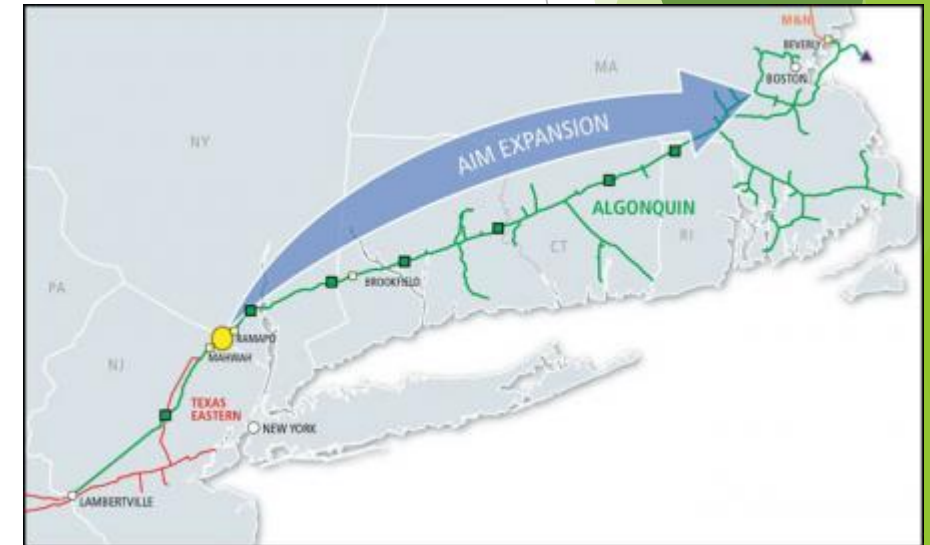 M&N
BEVERLY
BOSTON
MA
NY
AIM EXPANSION
ALGONQUIN
CT
RI
PA
BROOKFIELD
RAMAPO
MAHWAH
NJ
TEXAS
EASTERN
NEW YORK
LAMBERTVILLE